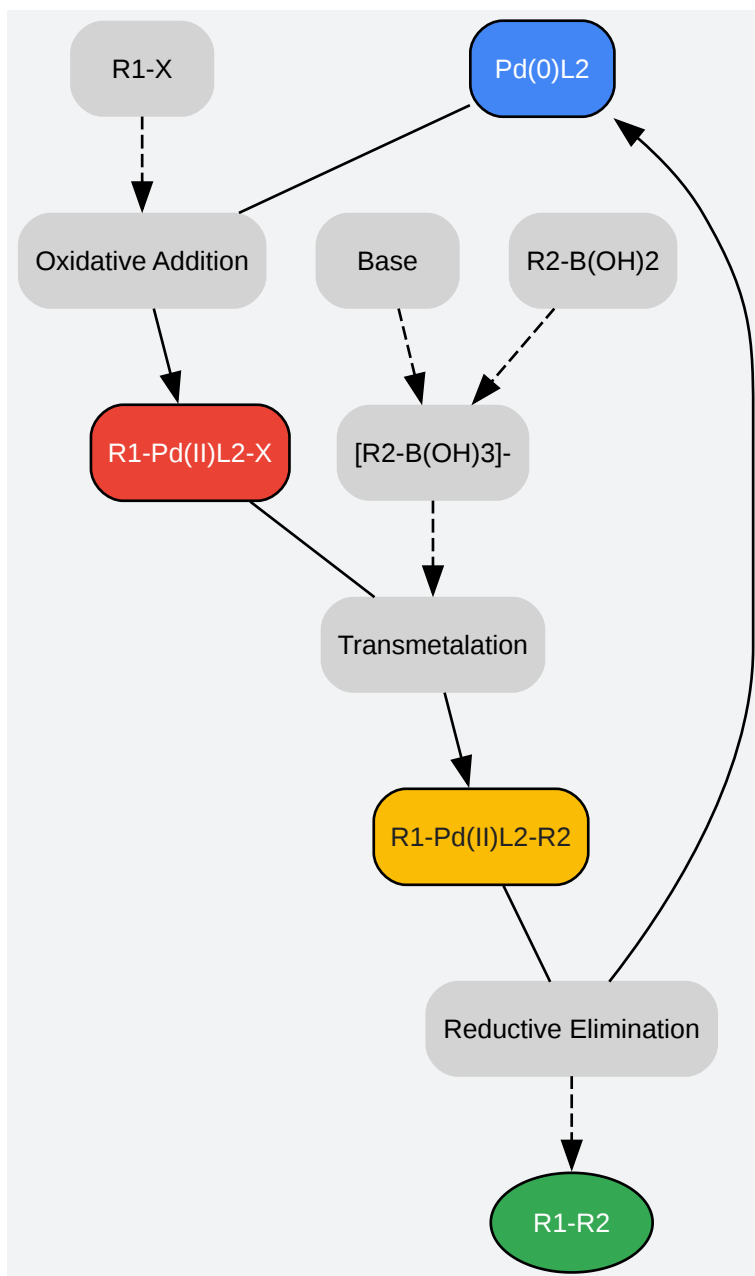 R1-X
Pd(0)L2
Oxidative Addition
Base
R2-B(OH)2
R1-Pd(II)L2-X
[R2-B(OH)3]-
Transmetalation
R1-Pd(II)L2-R2
Reductive Elimination
R1-R2